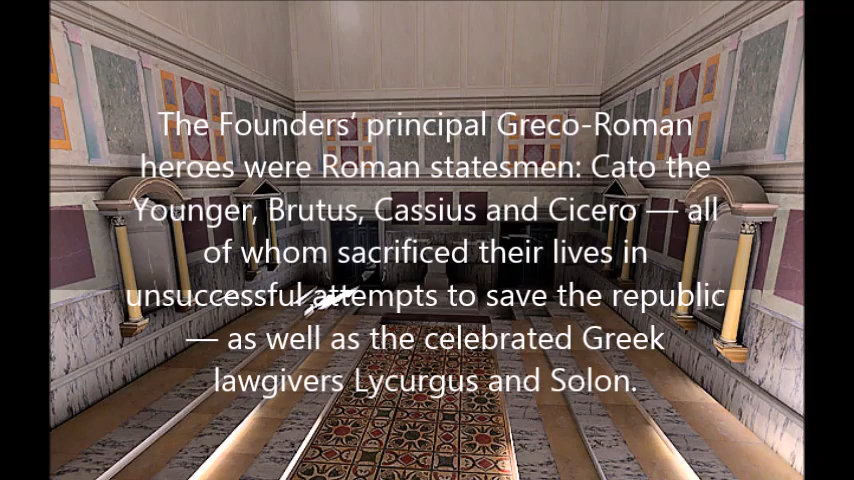 The Founders’ principal Greco-Roman
heroes were Roman statesmen: Cato the
Younger, Brutus, Cassius and Cicero — all
of whom sacrificed their lives in
unsuccessful attempts to save the republic
— as well as the celebrated Greek
lawgivers Lycurgus and Solon.